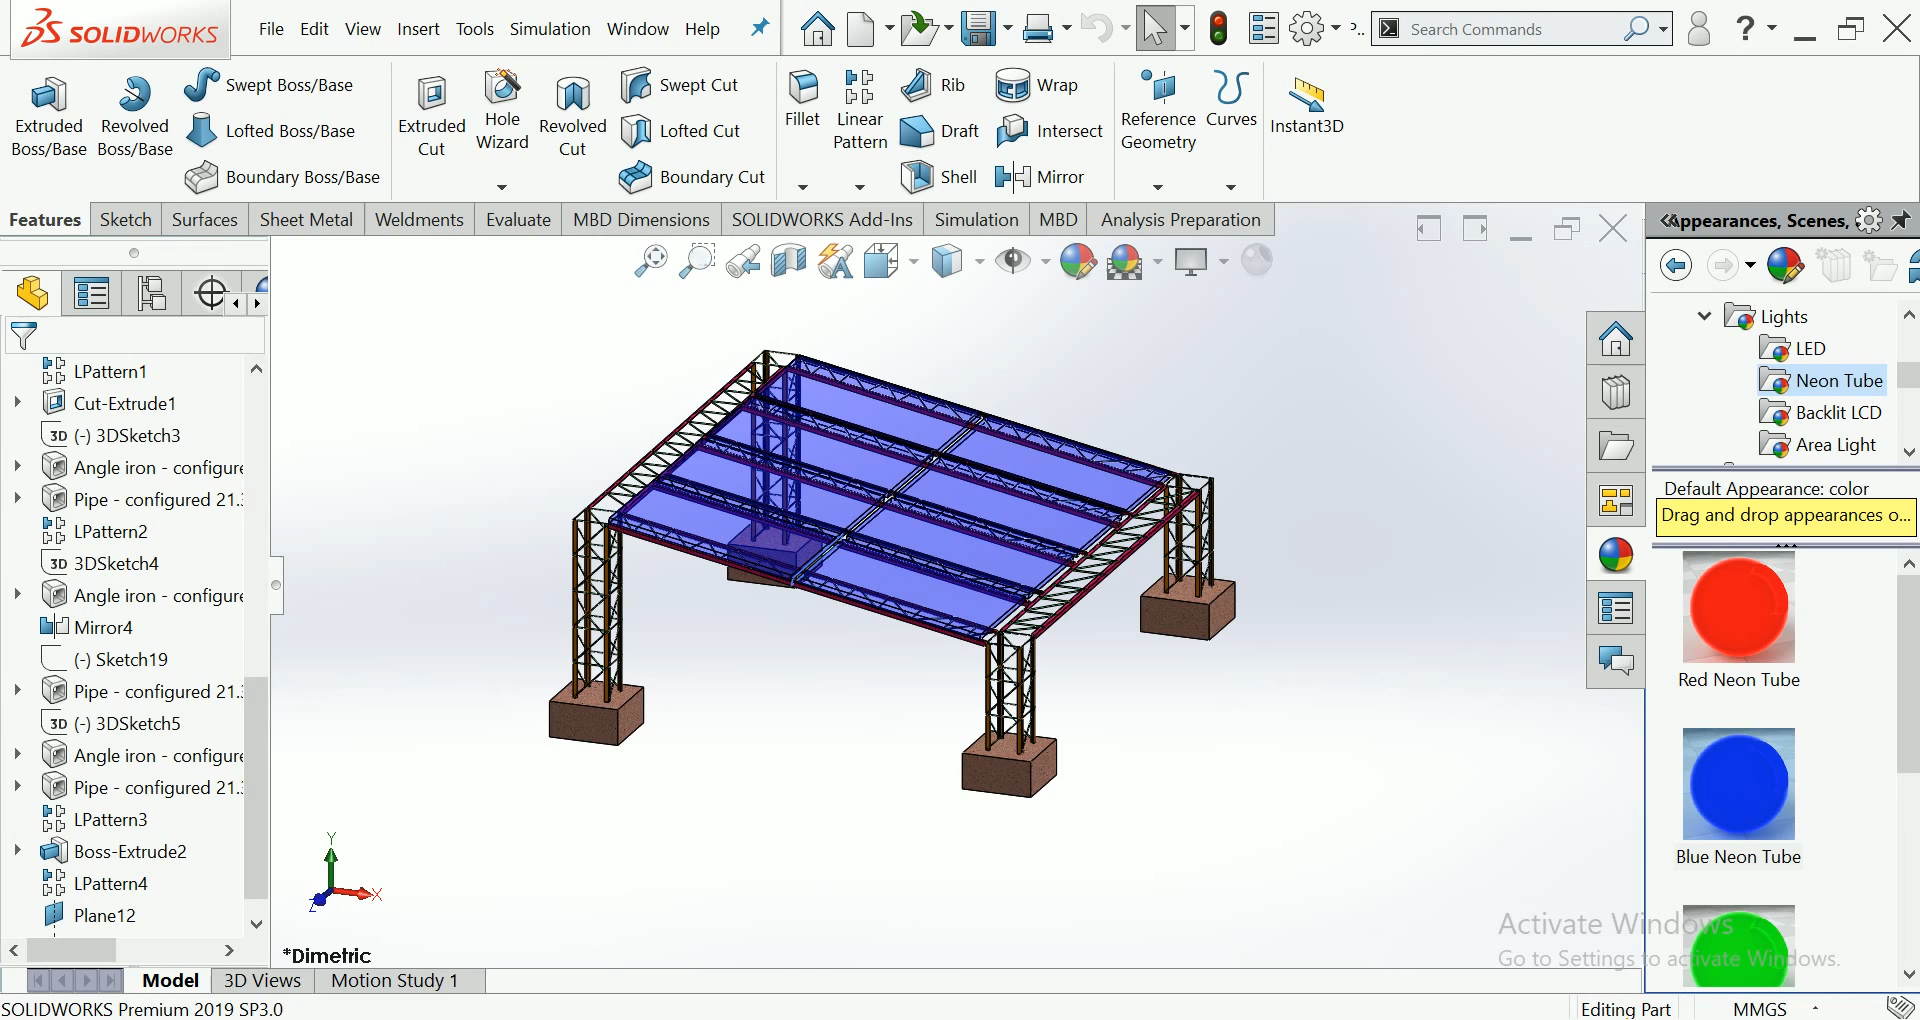 SOLIDWORKS
File Edit View Insert Tools Simulation Window Help
P..
Search Commands
?
Extruded Boss/Base
Revolved Boss/Base
Swept Boss/Base
Lofted Boss/Base
Boundary Boss/Base
Extruded Cut
Hole Wizard
Revolved Cut
Swept Cut
Lofted Cut
Boundary Cut
Fillet
Linear Pattern
Rib
Draft
Shell
Wrap
Intersect
Mirror
Reference Geometry
Curves
Instant3D
Features Sketch Surfaces Sheet Metal Weldments Evaluate MBD Dimensions SOLIDWORKS Add-Ins Simulation MBD Analysis Preparation
LPattern1
Cut-Extrude1
3D (-) 3DSketch3
Angle iron - configure
Pipe - configured 21.
LPattern2
3D 3DSketch4
Angle iron - configure
Mirror4
(-) Sketch19
Pipe - configured 21.
3D (-) 3DSketch5
Angle iron - configure
Pipe - configured 21.
LPattern3
Boss-Extrude2
LPattern4
Plane12
Y
X
Z
*Dimetric
Appearances, Scenes,
Lights
LED
Neon Tube
Backlit LCD
Area Light
Default Appearance: color
Drag and drop appearances o...
Red Neon Tube
Blue Neon Tube
Activate Windows
Go to Settings to activate Windows.
Model 3D Views Motion Study 1
SOLIDWORKS Premium 2019 SP3.0
Editing Part MMGS